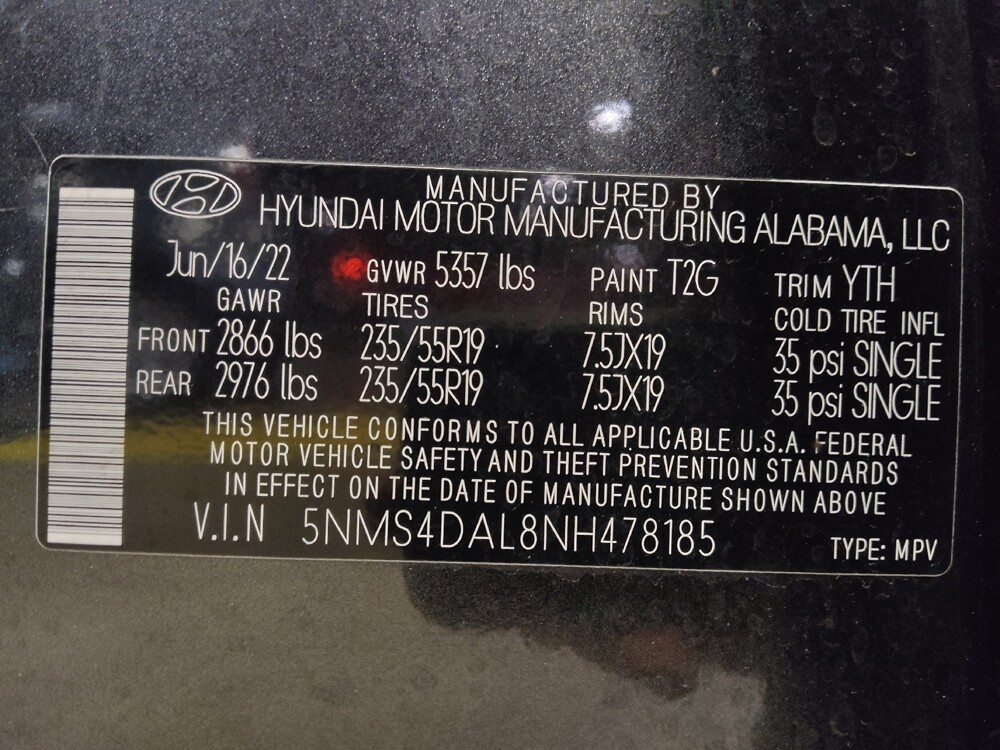 MANUFACTURED BY
HYUNDAI MOTOR MANUFACTURING ALABAMA, LLC
Jun/16/22 GVWR 5357 lbs PAINT T2G TRIM YTH
GAWR TIRES RIMS COLD TIRE INFL
FRONT 2866 lbs 235/55R19 7.5JX19 35 psi SINGLE
REAR 2976 lbs 235/55R19 7.5JX19 35 psi SINGLE
THIS VEHICLE CONFORMS TO ALL APPLICABLE U.S.A. FEDERAL
MOTOR VEHICLE SAFETY AND THEFT PREVENTION STANDARDS
IN EFFECT ON THE DATE OF MANUFACTURE SHOWN ABOVE
V.I.N 5NMS4DAL8NH478185 TYPE: MPV